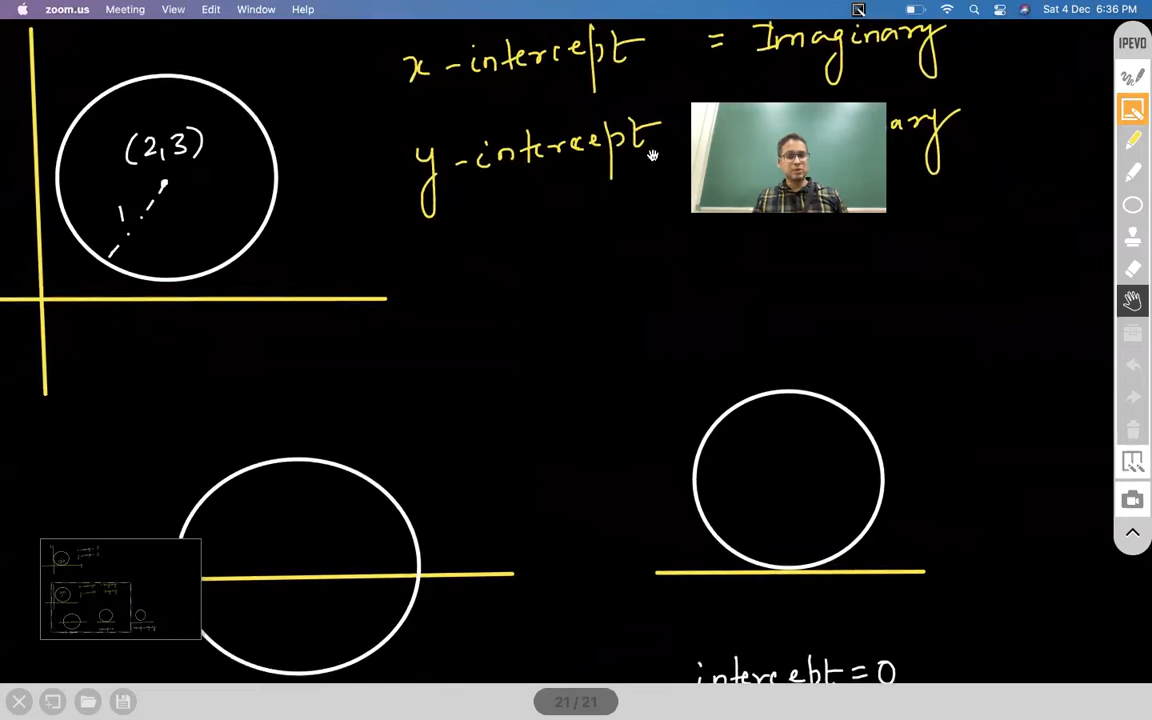 zoom.us Meeting View Edit Window Help Sat 4 Dec 6:36 PM
IPEVO
x - intercept = Imaginary
y - intercept ary
(2,3)
1
intercept = 0
21 / 21